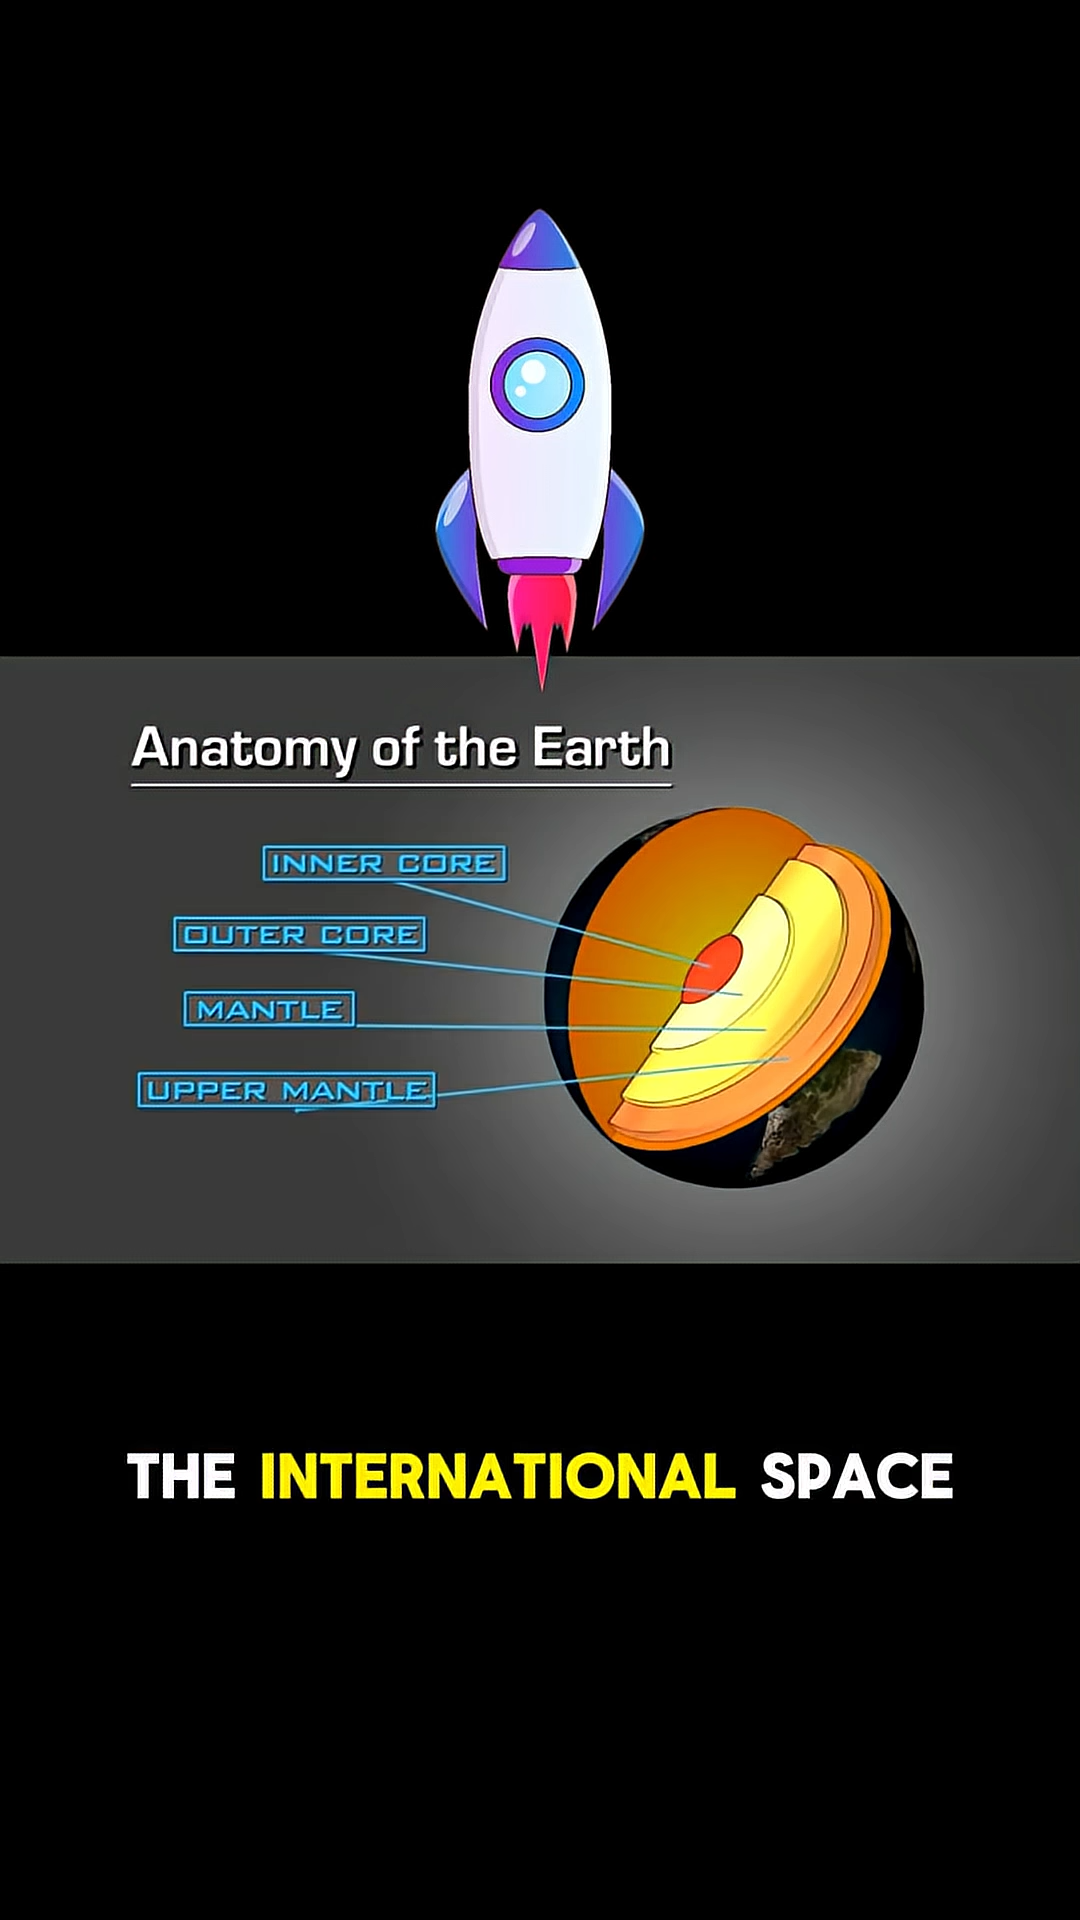 Anatomy of the Earth
INNER CORE
OUTER CORE
MANTLE
UPPER MANTLE
THE INTERNATIONAL SPACE